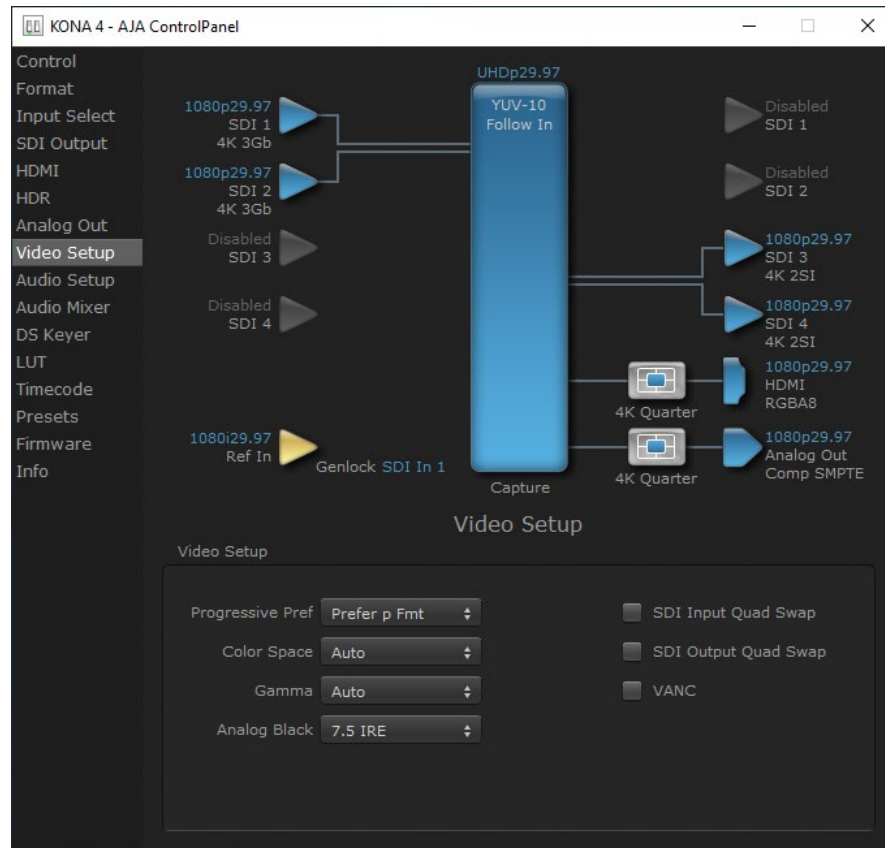 KONA 4 - AJA ControlPanel
Control
Format
Input Select
SDI Output
HDMI
HDR
Analog Out
Video Setup
Audio Setup
Audio Mixer
DS Keyer
LUT
Timecode
Presets
Firmware
Info
UHDp29.97
YUV-10
Follow In
1080p29.97
SDI 1
4K 3Gb
1080p29.97
SDI 2
4K 3Gb
Disabled
SDI 3
Disabled
SDI 4
1080i29.97
Ref In
Genlock SDI In 1
Capture
Disabled
SDI 1
Disabled
SDI 2
1080p29.97
SDI 3
4K 2SI
1080p29.97
SDI 4
4K 2SI
4K Quarter
1080p29.97
HDMI
RGBA8
4K Quarter
1080p29.97
Analog Out
Comp SMPTE
Video Setup
Video Setup
Progressive Pref Prefer p Fmt
Color Space Auto
Gamma Auto
Analog Black 7.5 IRE
SDI Input Quad Swap
SDI Output Quad Swap
VANC